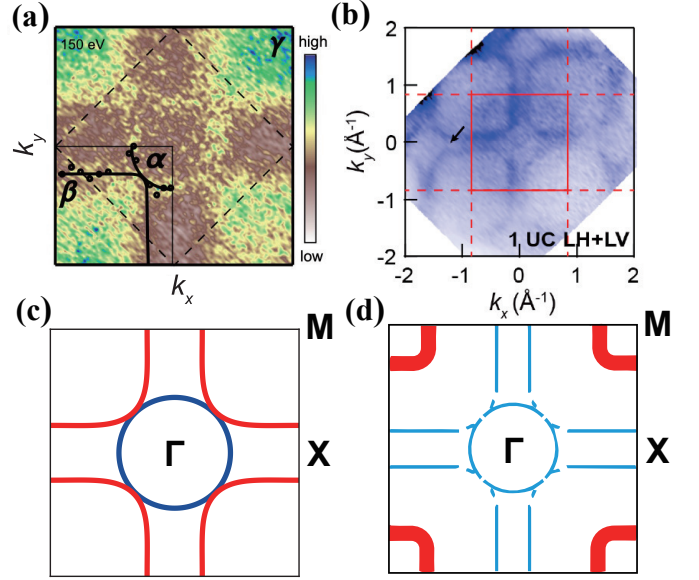 (a)
150 eV
γ
high
low
α
β
k_y
k_x
(b)
2
1
0
-1
-2
k_y (Å⁻¹)
1 UC LH+LV
-2
-1
0
1
2
k_x (Å⁻¹)
(c)
M
Γ
X
(d)
M
Γ
X